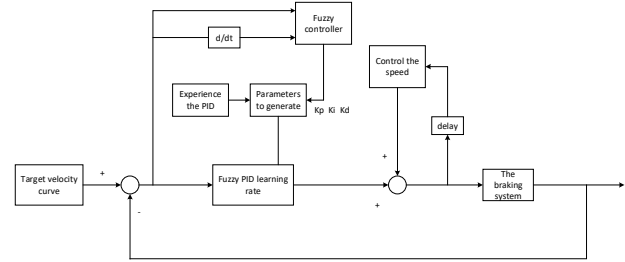 Fuzzy
controller
d/dt
Control the
speed
Experience
the PID
Parameters
to generate
Kp Ki Kd
delay
+
Target velocity
curve
+
-
Fuzzy PID learning
rate
+
The
braking
system